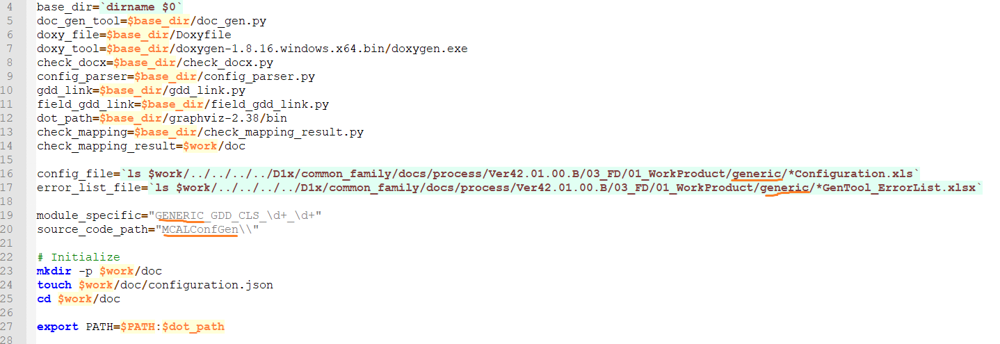 4 base_dir=`dirname $0`
5 doc_gen_tool=$base_dir/doc_gen.py
6 doxy_file=$base_dir/Doxyfile
7 doxy_tool=$base_dir/doxygen-1.8.16.windows.x64.bin/doxygen.exe
8 check_docx=$base_dir/check_docx.py
9 config_parser=$base_dir/config_parser.py
10 gdd_link=$base_dir/gdd_link.py
11 field_gdd_link=$base_dir/field_gdd_link.py
12 dot_path=$base_dir/graphviz-2.38/bin
13 check_mapping=$base_dir/check_mapping_result.py
14 check_mapping_result=$work/doc
15
16 config_file=`ls $work/../../../../D1x/common_family/docs/process/Ver42.01.00.B/03_FD/01_WorkProduct/generic/*Configuration.xls`
17 error_list_file=`ls $work/../../../../D1x/common_family/docs/process/Ver42.01.00.B/03_FD/01_WorkProduct/generic/*GenTool_ErrorList.xlsx`
18
19 module_specific="GENERIC_GDD_CLS_\d+_\d+"
20 source_code_path="MCALConfGen\\"
21
22 # Initialize
23 mkdir -p $work/doc
24 touch $work/doc/configuration.json
25 cd $work/doc
26
27 export PATH=$PATH:$dot_path
28